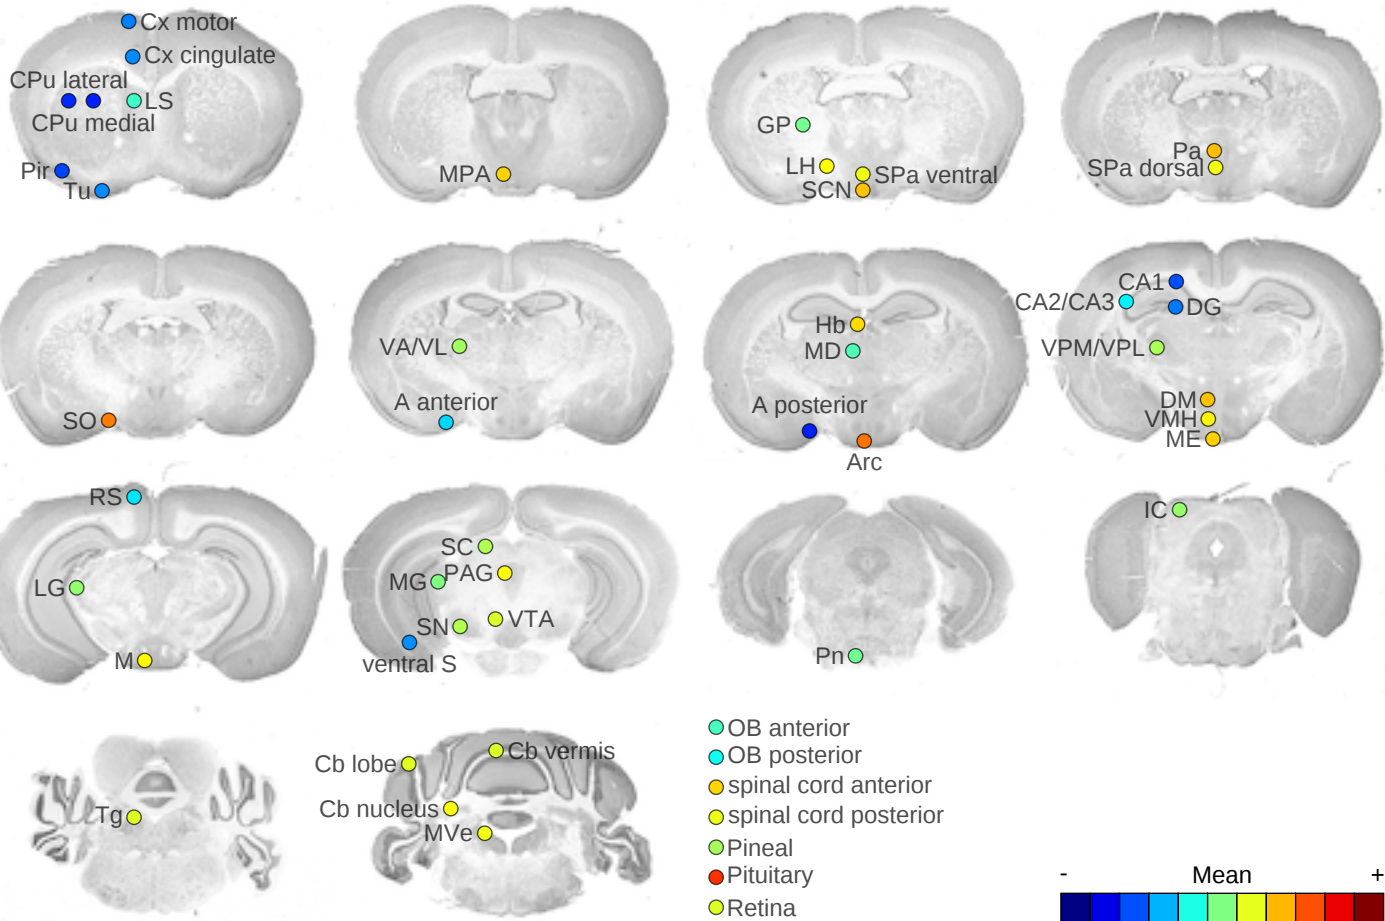 Cx motor
Cx cingulate
CPu lateral
LS
CPu medial
Pir
Tu
MPA
GP
LH
SPa ventral
SCN
Pa
SPa dorsal
SO
VA/VL
A anterior
Hb
MD
A posterior
Arc
CA1
CA2/CA3
DG
VPM/VPL
DM
VMH
ME
RS
LG
M
SC
MG
PAG
SN
VTA
ventral S
Pn
IC
Tg
Cb lobe
Cb vermis
Cb nucleus
MVe
OB anterior
OB posterior
spinal cord anterior
spinal cord posterior
Pineal
Pituitary
Retina
- Mean +